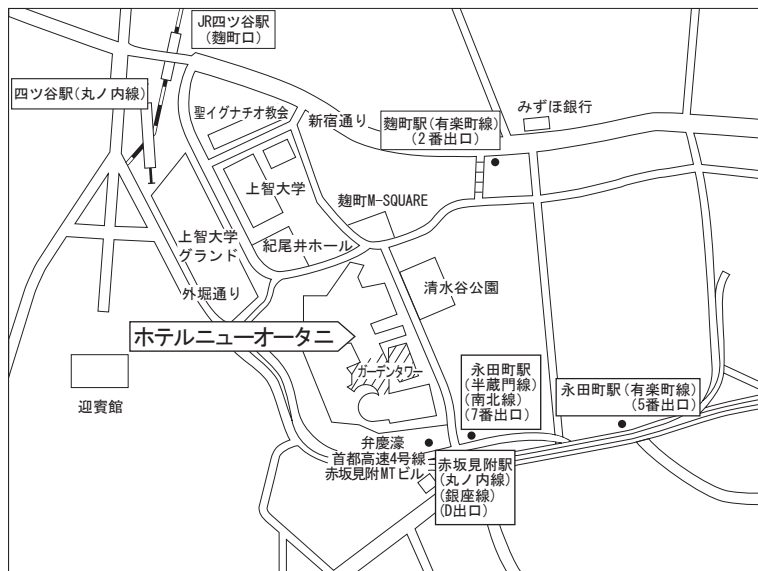 JR四ツ谷駅
(麹町口)
四ツ谷駅(丸ノ内線)
聖イグナチオ教会
新宿通り
麹町駅(有楽町線)
(2番出口)
みずほ銀行
上智大学
麹町M-SQUARE
上智大学
グランド
紀尾井ホール
外堀通り
清水谷公園
ホテルニューオータニ
ガーデンタワー
迎賓館
永田町駅
(半蔵門線)
(南北線)
(7番出口)
永田町駅(有楽町線)
(5番出口)
弁慶濠
首都高速4号線
赤坂見附MTビル
赤坂見附駅
(丸ノ内線)
(銀座線)
(D出口)